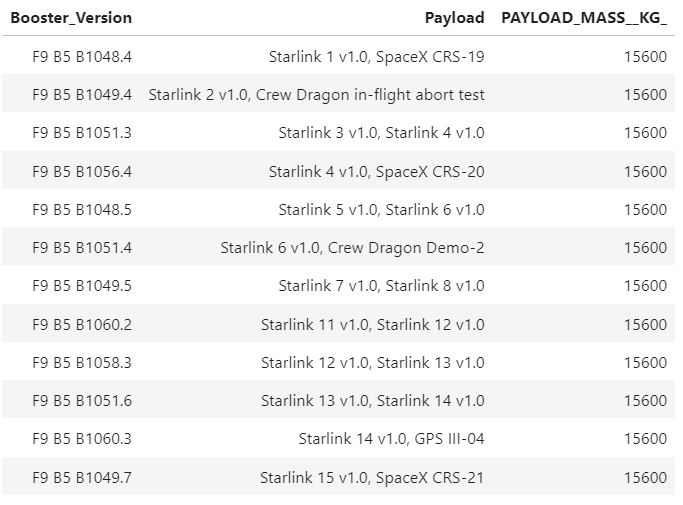 Booster_Version Payload PAYLOAD_MASS__KG_
F9 B5 B1048.4 Starlink 1 v1.0, SpaceX CRS-19 15600
F9 B5 B1049.4 Starlink 2 v1.0, Crew Dragon in-flight abort test 15600
F9 B5 B1051.3 Starlink 3 v1.0, Starlink 4 v1.0 15600
F9 B5 B1056.4 Starlink 4 v1.0, SpaceX CRS-20 15600
F9 B5 B1048.5 Starlink 5 v1.0, Starlink 6 v1.0 15600
F9 B5 B1051.4 Starlink 6 v1.0, Crew Dragon Demo-2 15600
F9 B5 B1049.5 Starlink 7 v1.0, Starlink 8 v1.0 15600
F9 B5 B1060.2 Starlink 11 v1.0, Starlink 12 v1.0 15600
F9 B5 B1058.3 Starlink 12 v1.0, Starlink 13 v1.0 15600
F9 B5 B1051.6 Starlink 13 v1.0, Starlink 14 v1.0 15600
F9 B5 B1060.3 Starlink 14 v1.0, GPS III-04 15600
F9 B5 B1049.7 Starlink 15 v1.0, SpaceX CRS-21 15600